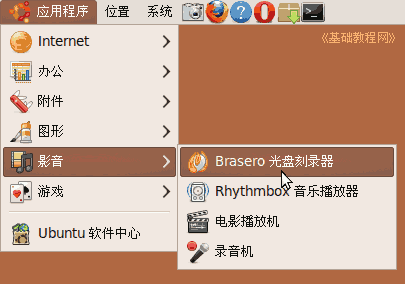 应用程序 位置 系统
《基础教程网》
Internet
办公
附件
图形
影音
游戏
Ubuntu 软件中心
Brasero 光盘刻录器
Rhythmbox 音乐播放器
电影播放机
录音机